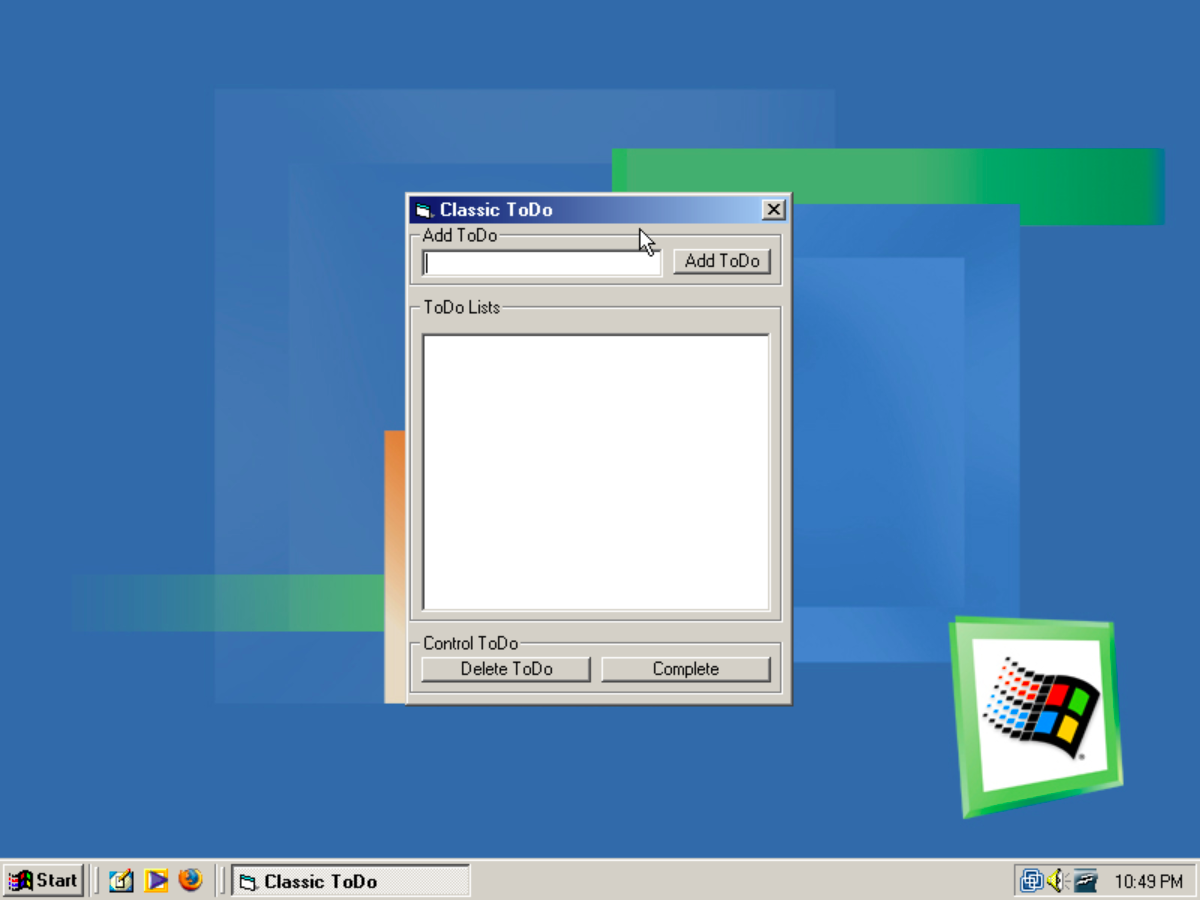 Classic ToDo
Add ToDo
Add ToDo
ToDo Lists
Control ToDo
Delete ToDo
Complete
Start
Classic ToDo
10:49 PM